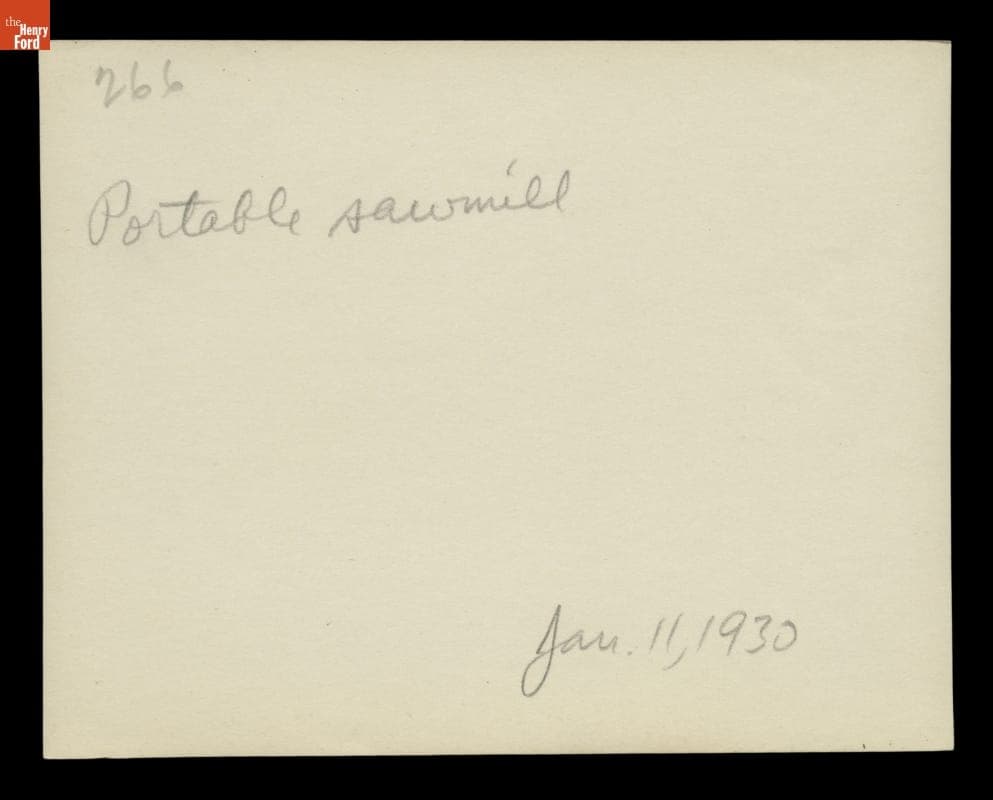 the
Henry
Ford
266
Portable sawmill
Jan. 11, 1930